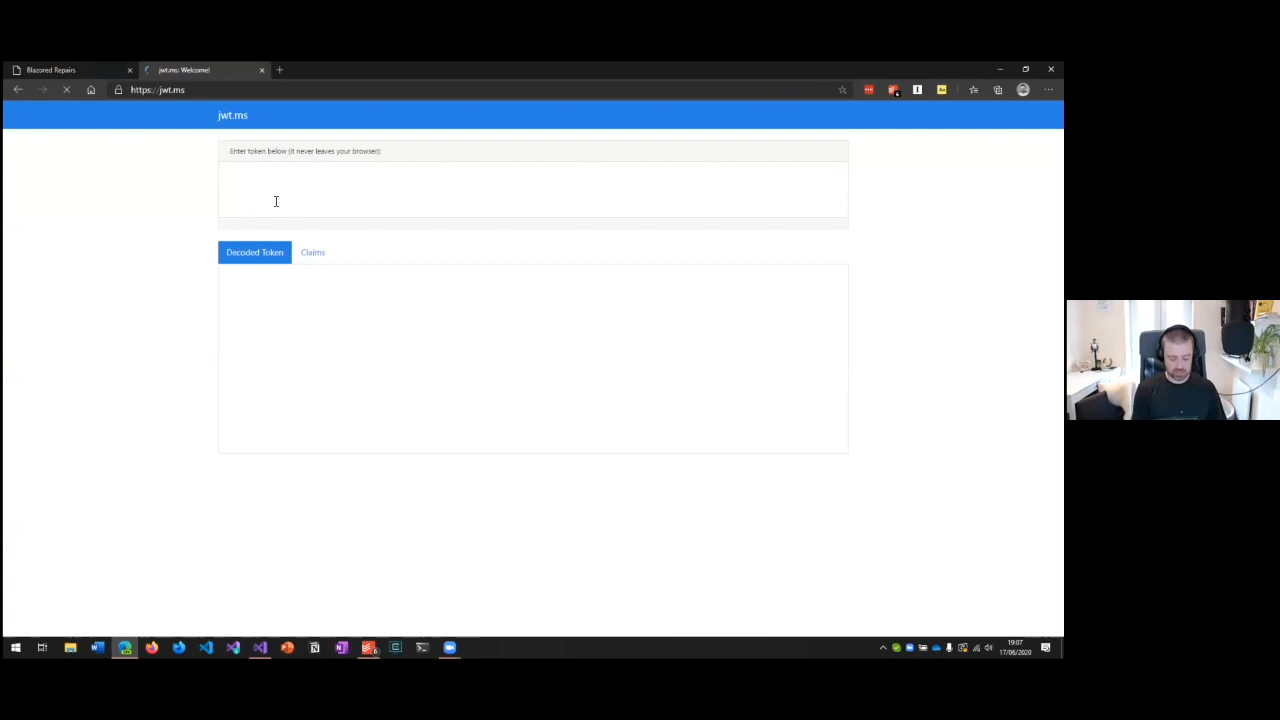 Blazored Repairs
jwt.ms: Welcome!
https://jwt.ms
jwt.ms
Enter token below (it never leaves your browser):
Decoded Token
Claims
19:07
17/06/2020